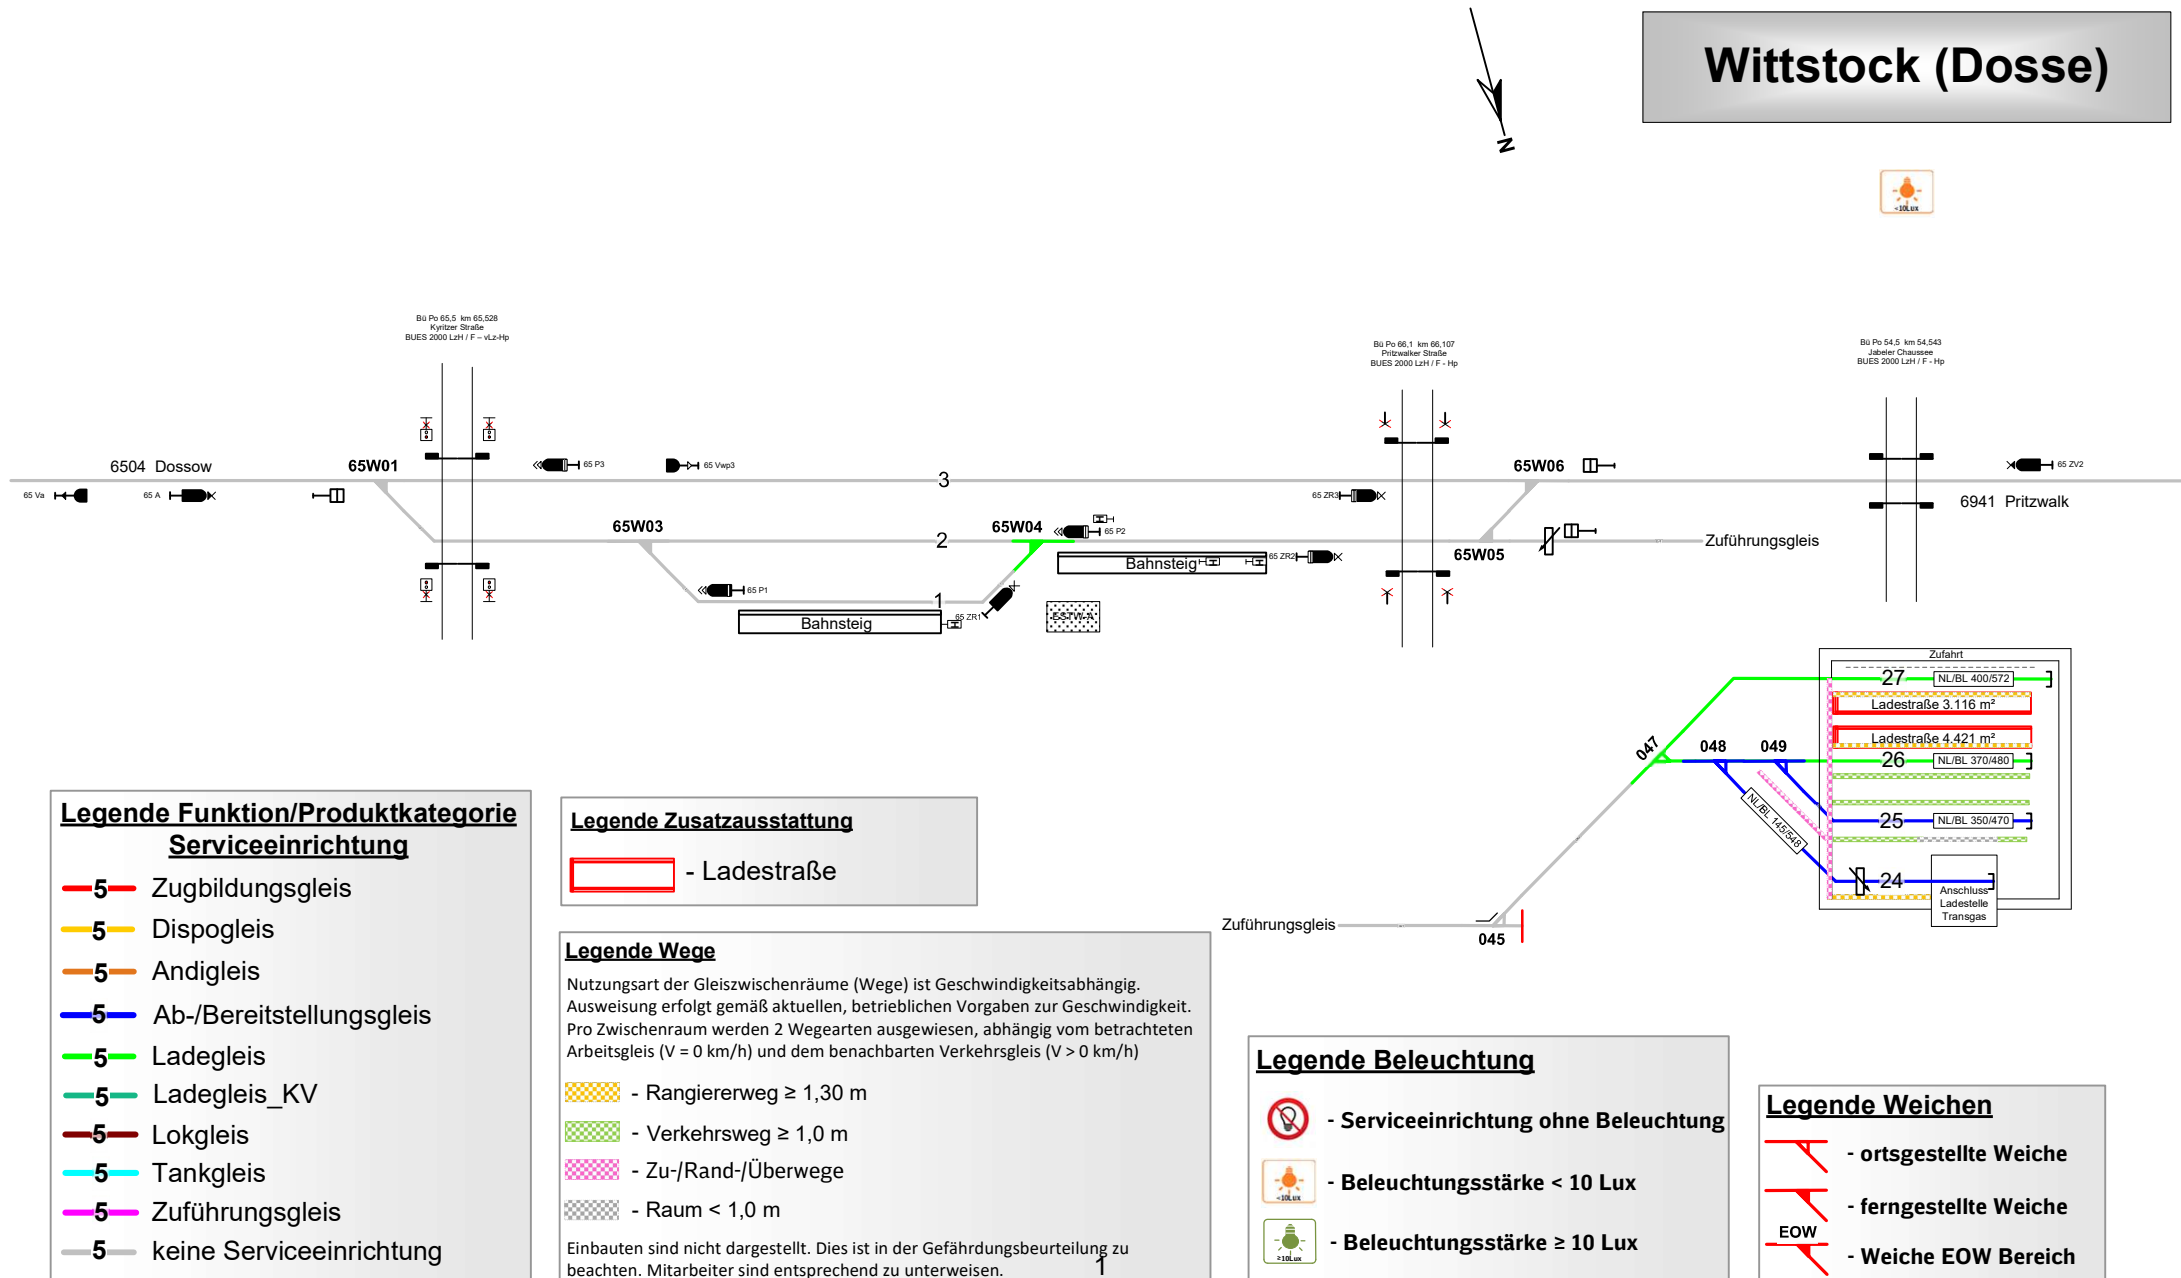 Wittstock (Dosse)
N
<10Lux
Bü Po 65,5 km 65,528
Kyritzer Straße
BUES 2000 LzH / F – vLz-Hp
Bü Po 66,1 km 66,107
Pritzwalker Straße
BUES 2000 LzH / F - Hp
Bü Po 54,5 km 54,543
Jabeler Chaussee
BUES 2000 LzH / F - Hp
6504 Dossow
65W01
65 P3
65 Vwp3
3
65W06
65 ZV2
65 Va
65 A
65 ZR3
6941 Pritzwalk
65W03
2
65W04
65 P2
65W05
Zuführungsgleis
Bahnsteig
65 ZR2
65 P1
1
65 ZR1
ESTW-A
Bahnsteig
Zufahrt
27
NL/BL 400/572
Ladestraße 3.116 m²
Ladestraße 4.421 m²
047
048
049
26
NL/BL 370/480
NL/BL 145/548
25
NL/BL 350/470
24
Anschluss
Ladestelle
Transgas
Zuführungsgleis
045
Legende Funktion/Produktkategorie
Serviceeinrichtung
5 Zugbildungsgleis
5 Dispogleis
5 Andigleis
5 Ab-/Bereitstellungsgleis
5 Ladegleis
5 Ladegleis_KV
5 Lokgleis
5 Tankgleis
5 Zuführungsgleis
5 keine Serviceeinrichtung
Legende Zusatzausstattung
- Ladestraße
Legende Wege
Nutzungsart der Gleiszwischenräume (Wege) ist Geschwindigkeitsabhängig.
Ausweisung erfolgt gemäß aktuellen, betrieblichen Vorgaben zur Geschwindigkeit.
Pro Zwischenraum werden 2 Wegearten ausgewiesen, abhängig vom betrachteten
Arbeitsgleis (V = 0 km/h) und dem benachbarten Verkehrsgleis (V > 0 km/h)
- Rangiererweg ≥ 1,30 m
- Verkehrsweg ≥ 1,0 m
- Zu-/Rand-/Überwege
- Raum < 1,0 m
Einbauten sind nicht dargestellt. Dies ist in der Gefährdungsbeurteilung zu
beachten. Mitarbeiter sind entsprechend zu unterweisen.
1
Legende Beleuchtung
- Serviceeinrichtung ohne Beleuchtung
<10Lux - Beleuchtungsstärke < 10 Lux
≥10Lux - Beleuchtungsstärke ≥ 10 Lux
Legende Weichen
- ortsgestellte Weiche
- ferngestellte Weiche
EOW
- Weiche EOW Bereich